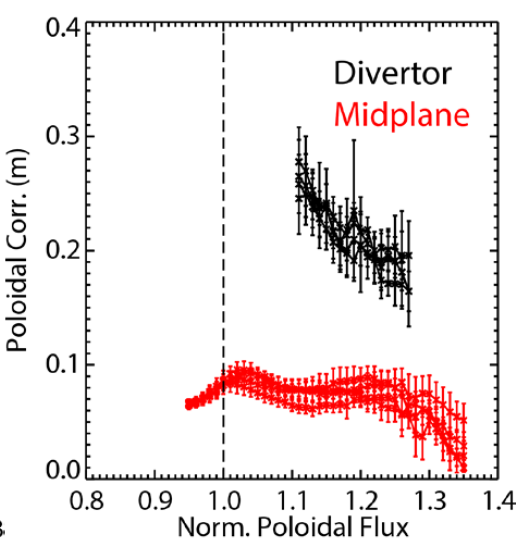 0.4
Divertor
Midplane
0.3
Poloidal Corr. (m)
0.2
0.1
0.0
0.8 0.9 1.0 1.1 1.2 1.3 1.4
Norm. Poloidal Flux